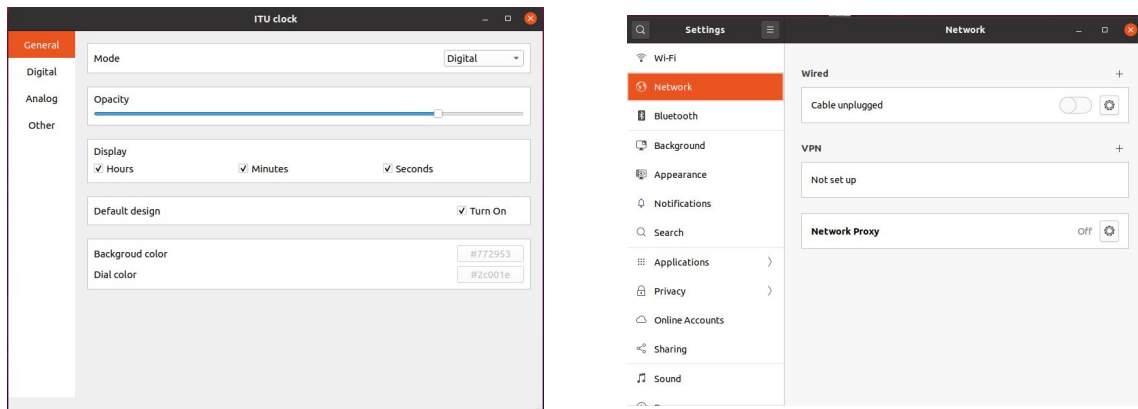 ITU clock
General
Digital
Analog
Other
Mode
Digital
Opacity
Display
Hours Minutes Seconds
Default design
Turn On
Backgroud color
#772953
Dial color
#2c001e
Settings
Network
Wi-Fi
Network
Bluetooth
Background
Appearance
Notifications
Search
Applications
Privacy
Online Accounts
Sharing
Sound
Wired
Cable unplugged
VPN
Not set up
Network Proxy
Off